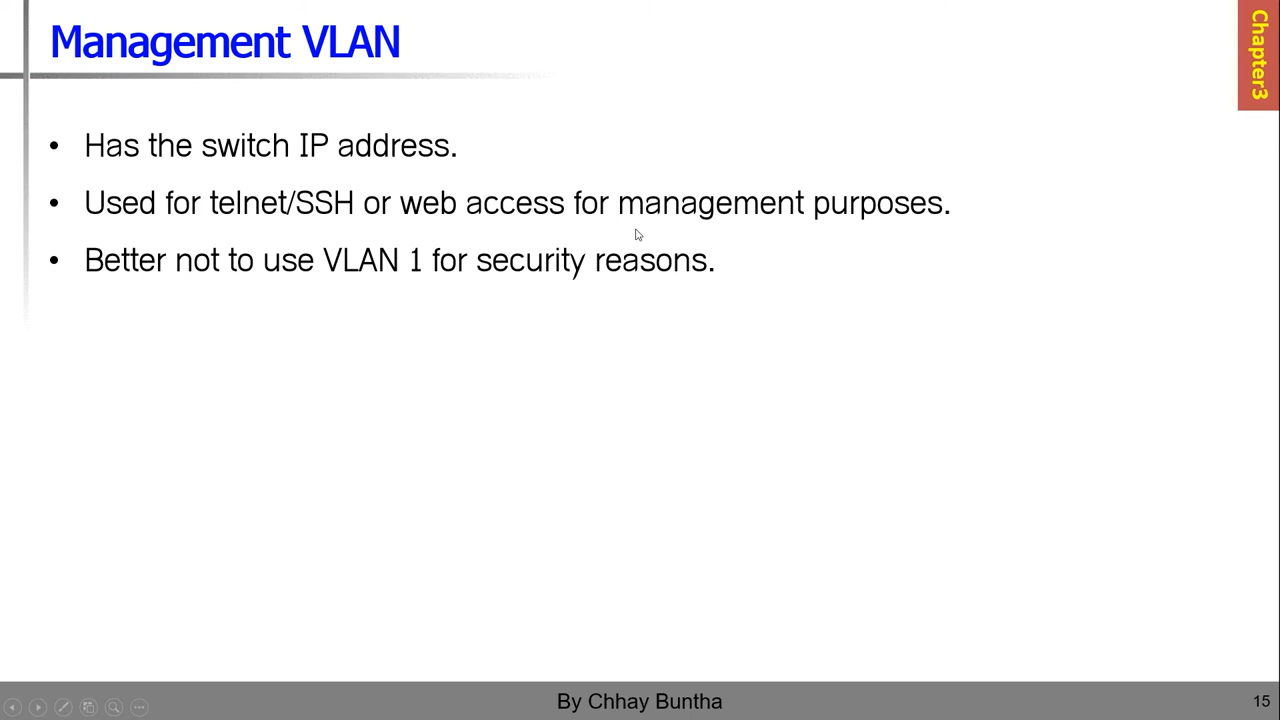 Management VLAN
Chapter3
• Has the switch IP address.
• Used for telnet/SSH or web access for management purposes.
• Better not to use VLAN 1 for security reasons.
By Chhay Buntha
15